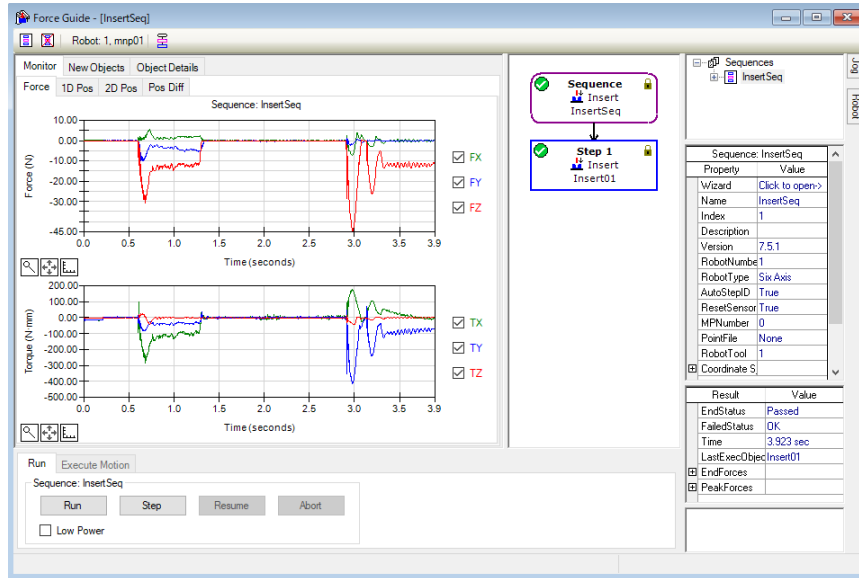 Force Guide - [InsertSeq]
Robot: 1, mnp01
Monitor New Objects Object Details
Force 1D Pos 2D Pos Pos Diff
Sequence: InsertSeq
Force (N)
10.00
0.00
-10.00
-20.00
-30.00
-45.00
0.0 0.5 1.0 1.5 2.0 2.5 3.0 3.5 3.9
Time (seconds)
FX
FY
FZ
Torque (N·mm)
200.00
100.00
0.00
-100.00
-200.00
-300.00
-400.00
-500.00
0.0 0.5 1.0 1.5 2.0 2.5 3.0 3.5 3.9
Time (seconds)
TX
TY
TZ
Run Execute Motion
Sequence: InsertSeq
Run Step Resume Abort
Low Power
Sequence
Insert
InsertSeq
Step 1
Insert
Insert01
Sequences
InsertSeq
Jog
Robot
Sequence: InsertSeq
Property Value
Wizard Click to open->
Name InsertSeq
Index 1
Description
Version 7.5.1
RobotNumbe 1
RobotType Six Axis
AutoStepID True
ResetSensor True
MPNumber 0
PointFile None
RobotTool 1
Coordinate S
Result Value
EndStatus Passed
FailedStatus OK
Time 3.923 sec
LastExecObjec Insert01
EndForces
PeakForces